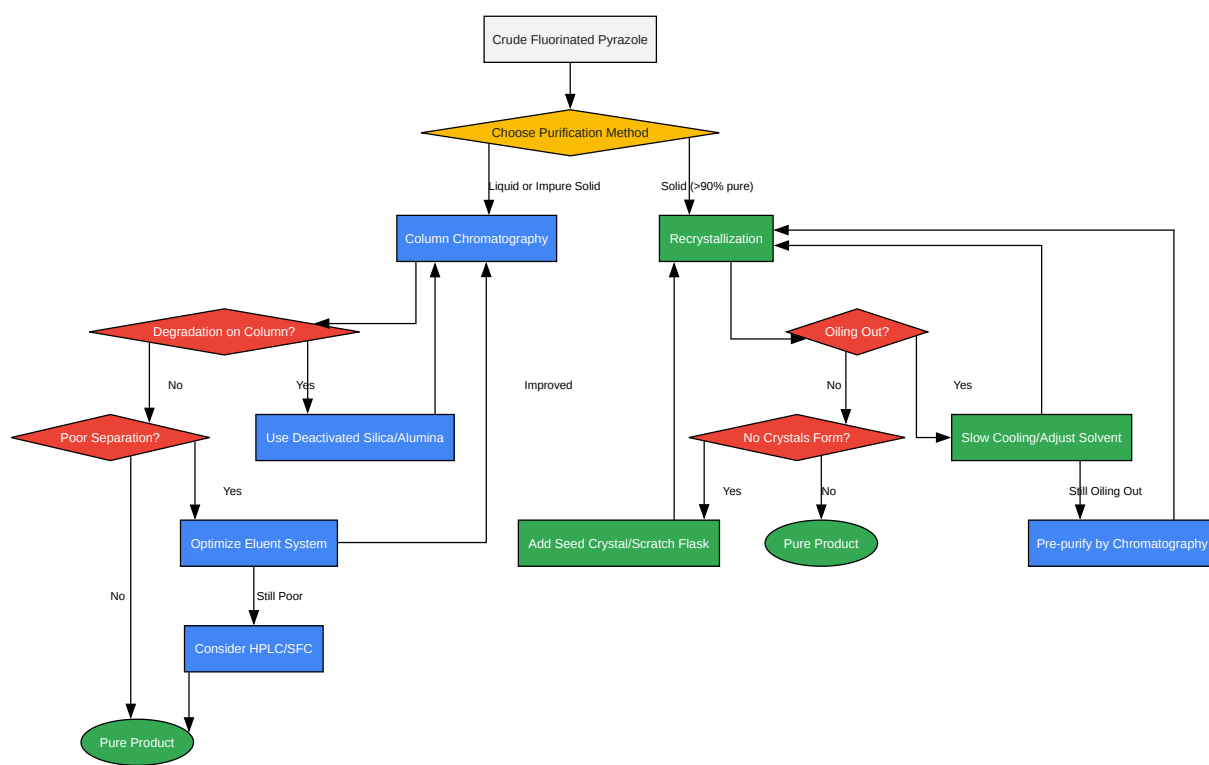 Crude Fluorinated Pyrazole
Choose Purification Method
Liquid or Impure Solid
Solid (>90% pure)
Column Chromatography
Recrystallization
Degradation on Column?
Oiling Out?
No
Yes
Improved
No
Yes
Poor Separation?
Use Deactivated Silica/Alumina
No Crystals Form?
Slow Cooling/Adjust Solvent
Yes
Yes
No
Still Oiling Out
Optimize Eluent System
Add Seed Crystal/Scratch Flask
Pure Product
Pre-purify by Chromatography
No
Still Poor
Consider HPLC/SFC
Pure Product